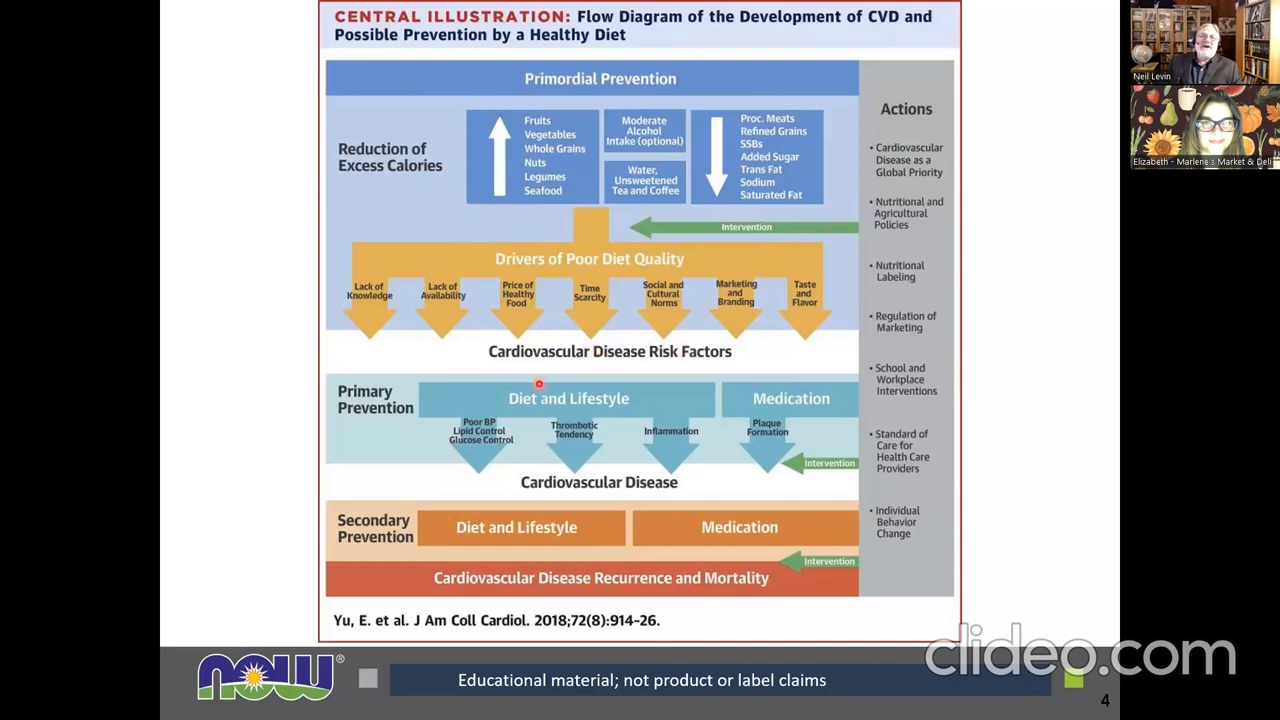 CENTRAL ILLUSTRATION: Flow Diagram of the Development of CVD and
Possible Prevention by a Healthy Diet
Primordial Prevention
Reduction of
Excess Calories
Fruits
Vegetables
Whole Grains
Nuts
Legumes
Seafood
Moderate
Alcohol
Intake (optional)
Water,
Unsweetened
Tea and Coffee
Proc. Meats
Refined Grains
SSBs
Added Sugar
Trans Fat
Sodium
Saturated Fat
Intervention
Drivers of Poor Diet Quality
Lack of
Knowledge
Lack of
Availability
Price of
Healthy
Food
Time
Scarcity
Social and
Cultural
Norms
Marketing
and
Branding
Taste
and
Flavor
Cardiovascular Disease Risk Factors
Primary
Prevention
Diet and Lifestyle
Medication
Poor BP
Lipid Control
Glucose Control
Thrombotic
Tendency
Inflammation
Plaque
Formation
Intervention
Cardiovascular Disease
Secondary
Prevention
Diet and Lifestyle
Medication
Intervention
Cardiovascular Disease Recurrence and Mortality
Actions
• Cardiovascular
Disease as a
Global Priority
• Nutritional and
Agricultural
Policies
• Nutritional
Labeling
• Regulation of
Marketing
• School and
Workplace
Interventions
• Standard of
Care for
Health Care
Providers
• Individual
Behavior
Change
Yu, E. et al. J Am Coll Cardiol. 2018;72(8):914–26.
NOW®
Educational material; not product or label claims
4
Neil Levin
Elizabeth - Marlene's Market & Deli
clideo.com